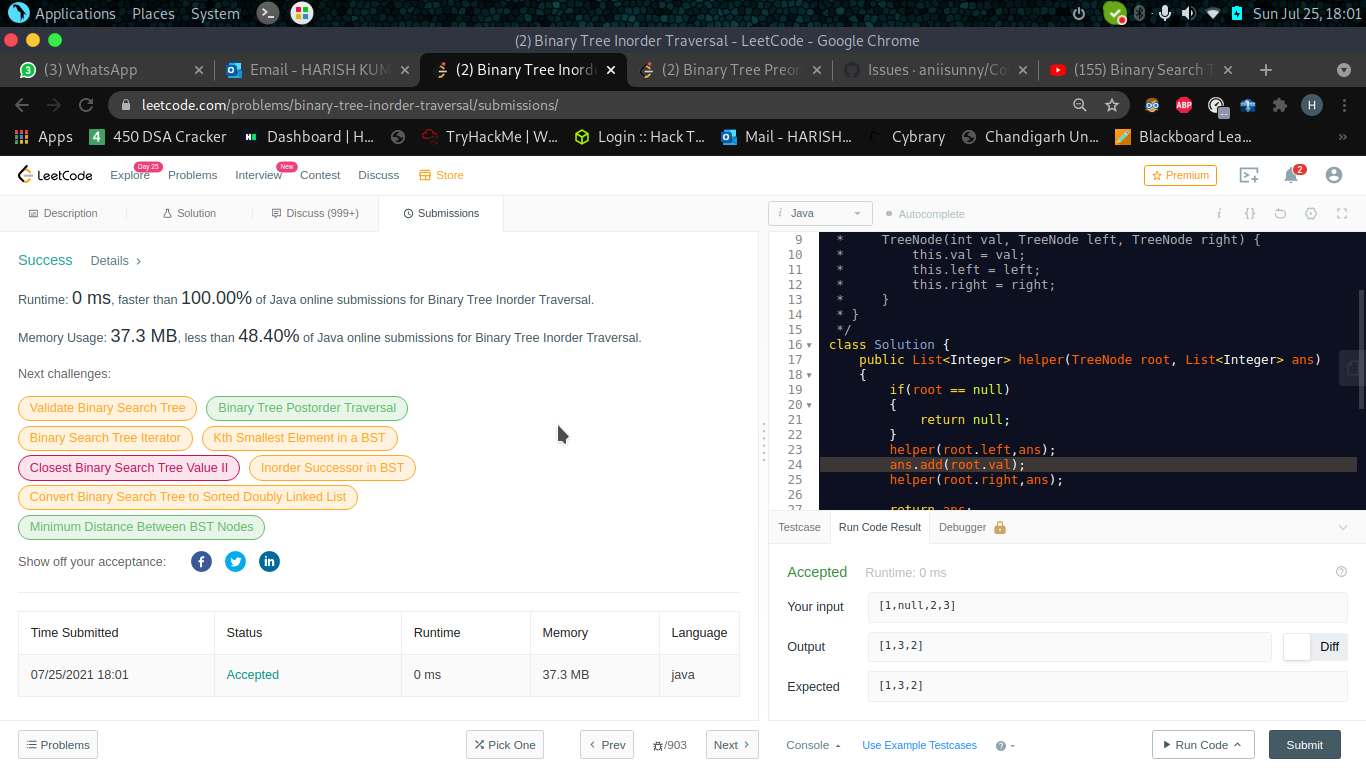 Applications Places System Sun Jul 25, 18:01
(2) Binary Tree Inorder Traversal - LeetCode - Google Chrome
(3) WhatsApp Email - HARISH KUM (2) Binary Tree Inorde (2) Binary Tree Preor Issues · aniisunny/Co (155) Binary Search T
leetcode.com/problems/binary-tree-inorder-traversal/submissions/ ABP H
Apps 4 450 DSA Cracker Dashboard | H... TryHackMe | W... Login :: Hack T... Mail - HARISH... Cybrary Chandigarh Un... Blackboard Lea... »
LeetCode Explore Day 25 Problems Interview New Contest Discuss Store Premium 2
Description Solution Discuss (999+) Submissions
i Java Autocomplete i {}
Success Details >
Runtime: 0 ms, faster than 100.00% of Java online submissions for Binary Tree Inorder Traversal.
Memory Usage: 37.3 MB, less than 48.40% of Java online submissions for Binary Tree Inorder Traversal.
Next challenges:
Validate Binary Search Tree Binary Tree Postorder Traversal
Binary Search Tree Iterator Kth Smallest Element in a BST
Closest Binary Search Tree Value II Inorder Successor in BST
Convert Binary Search Tree to Sorted Doubly Linked List
Minimum Distance Between BST Nodes
Show off your acceptance: f in
Time Submitted Status Runtime Memory Language
07/25/2021 18:01 Accepted 0 ms 37.3 MB java
9 * TreeNode(int val, TreeNode left, TreeNode right) {
10 * this.val = val;
11 * this.left = left;
12 * this.right = right;
13 * }
14 * }
15 */
16 class Solution {
17 public List<Integer> helper(TreeNode root, List<Integer> ans)
18 {
19 if(root == null)
20 {
21 return null;
22 }
23 helper(root.left,ans);
24 ans.add(root.val);
25 helper(root.right,ans);
26
27 return ans;
Testcase Run Code Result Debugger
Accepted Runtime: 0 ms
Your input [1,null,2,3]
Output [1,3,2] Diff
Expected [1,3,2]
Problems Pick One < Prev /903 Next > Console Use Example Testcases Run Code Submit